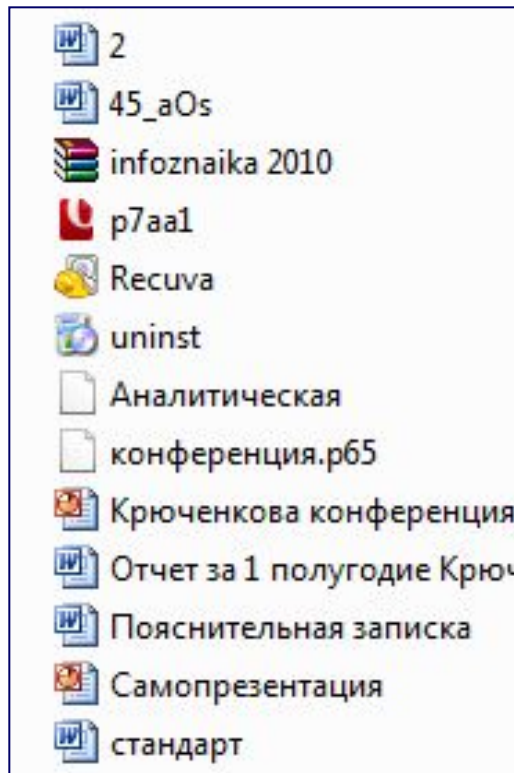 2
45_aOs
infoznaika 2010
p7aa1
Recuva
uninst
Аналитическая
конференция.p65
Крюченкова конференция
Отчет за 1 полугодие Крюч
Пояснительная записка
Самопрезентация
стандарт